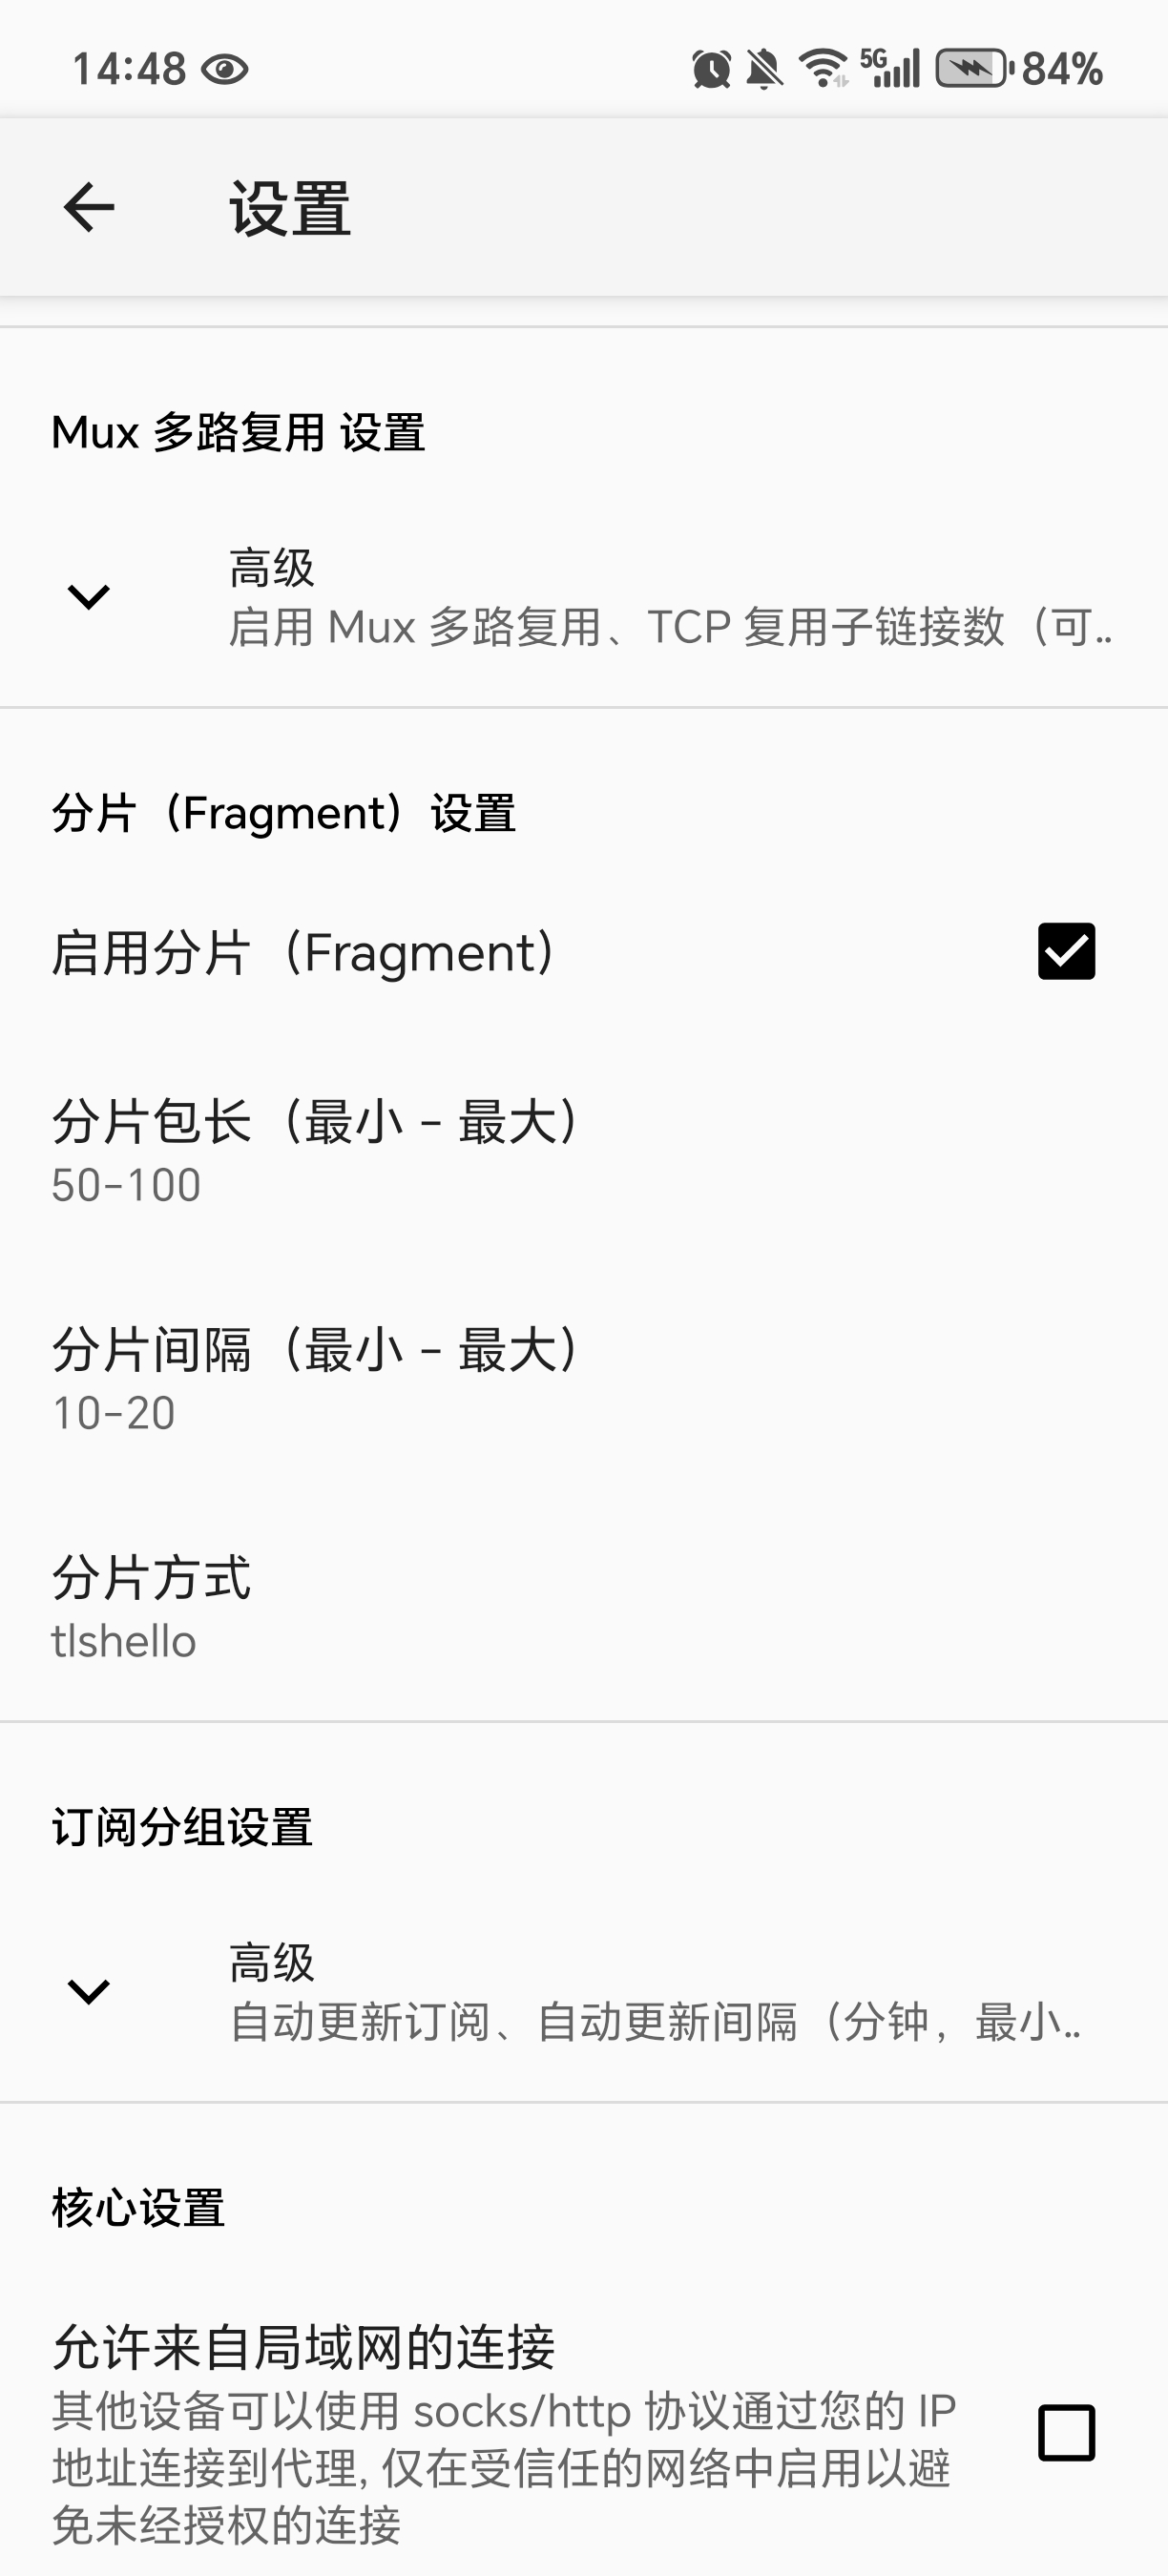 14:48
5G
84%
设置
Mux 多路复用 设置
高级
启用 Mux 多路复用、TCP 复用子链接数（可..
分片（Fragment）设置
启用分片（Fragment）
分片包长（最小 - 最大）
50-100
分片间隔（最小 - 最大）
10-20
分片方式
tlshello
订阅分组设置
高级
自动更新订阅、自动更新间隔（分钟，最小..
核心设置
允许来自局域网的连接
其他设备可以使用 socks/http 协议通过您的 IP
地址连接到代理, 仅在受信任的网络中启用以避
免未经授权的连接